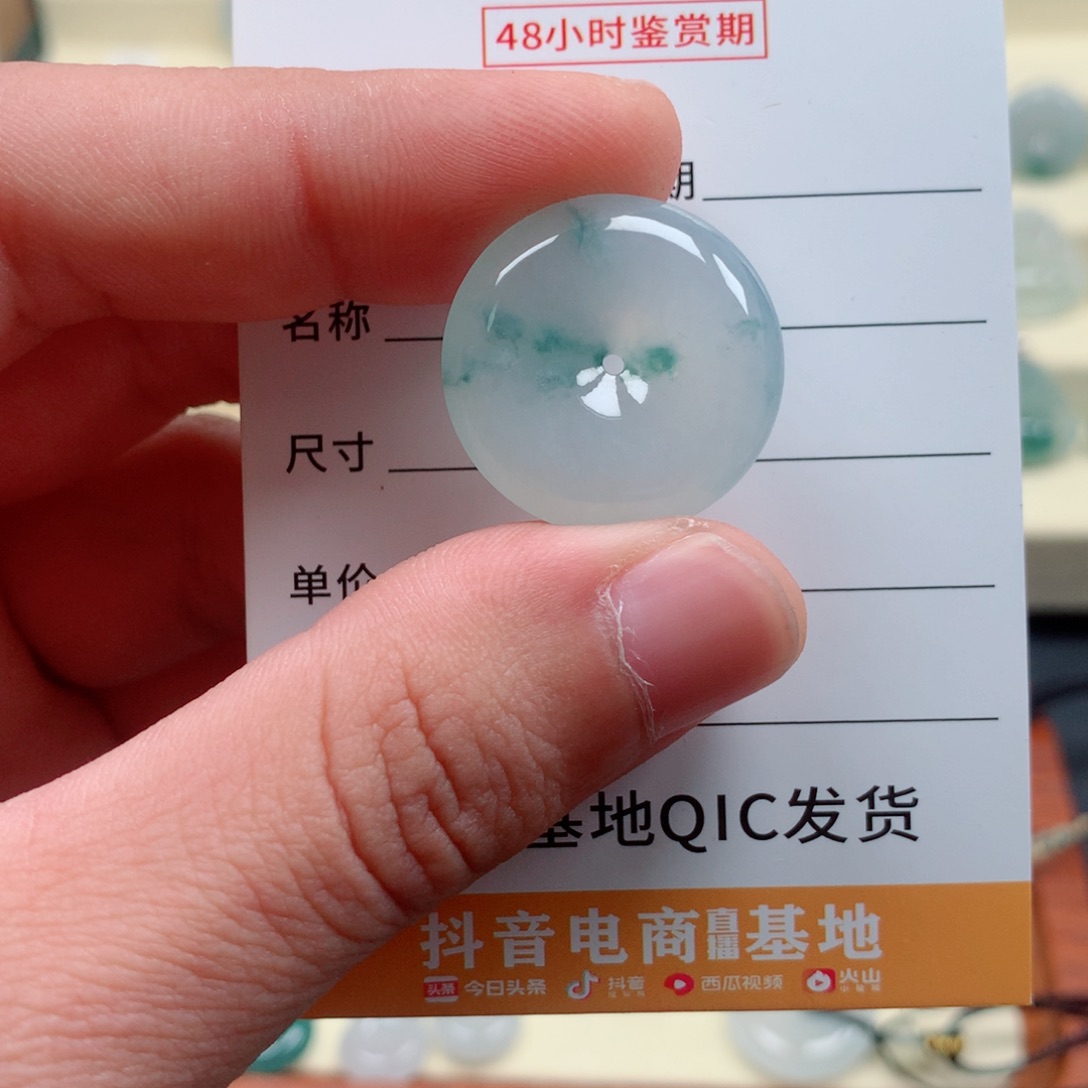 48小时鉴赏期
期
名称
尺寸
单价
基地QIC发货
抖音电商直播基地
头条 今日头条 抖音 西瓜视频 火山